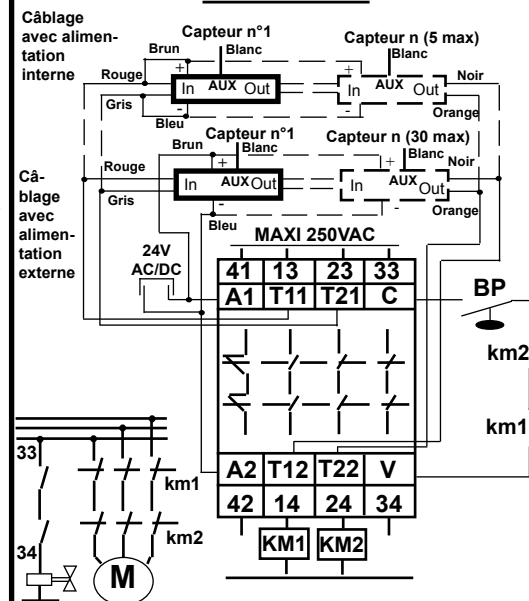 Câblage
avec alimen-
tation
interne
Capteur n°1
Capteur n (5 max)
Brun
Blanc
Blanc
+
+
Rouge
In
AUX
Out
In
AUX
Out
Noir
Gris
-
-
Orange
Bleu
Capteur n°1
Capteur n (30 max)
Brun
Blanc
Blanc
Noir
+
+
Rouge
In
AUX
Out
In
AUX
Out
Gris
-
-
Orange
Bleu
Câ-
blage
avec
alimen-
tation
externe
24V
AC/DC
MAXI 250VAC
41 13 23 33
A1 T11 T21 C
BP
km2
km1
A2 T12 T22 V
42 14 24 34
KM1 KM2
33
km1
34
km2
M